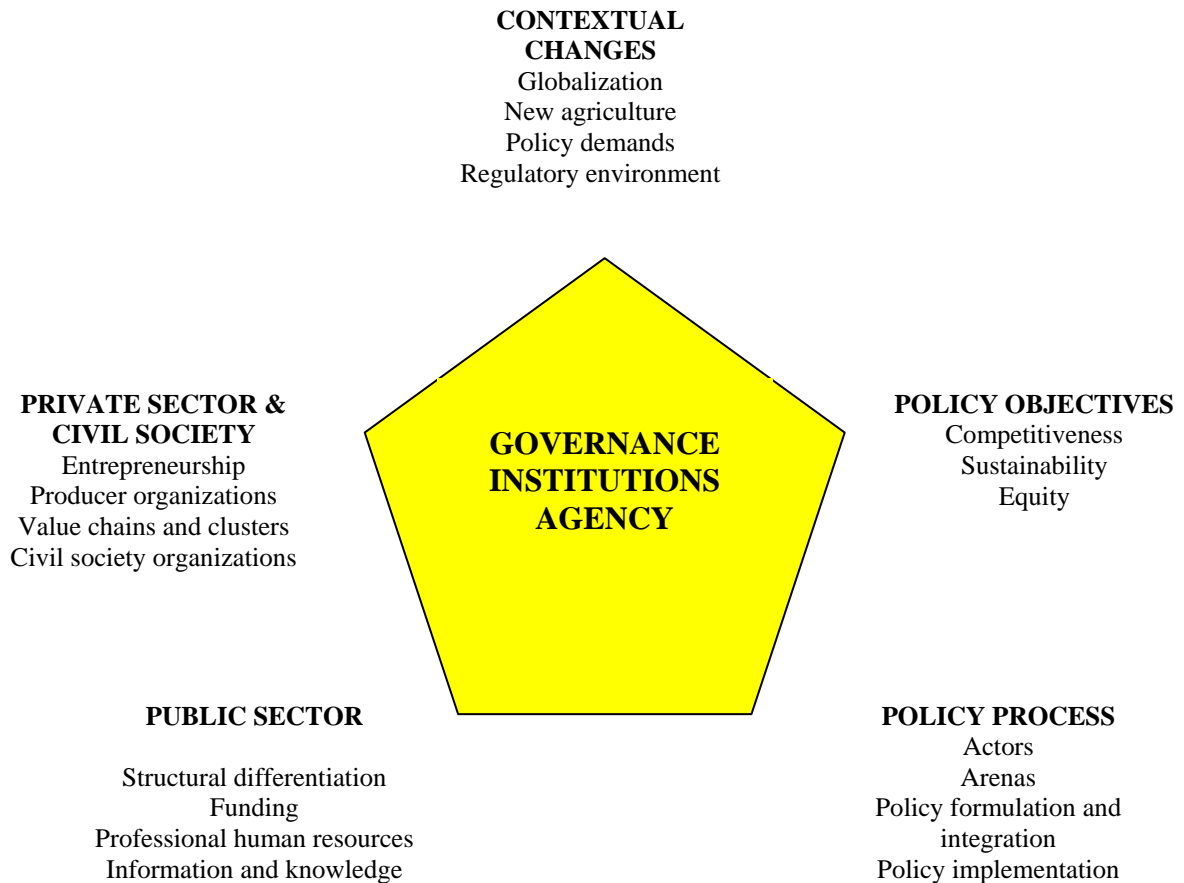 CONTEXTUAL
CHANGES
Globalization
New agriculture
Policy demands
Regulatory environment
PRIVATE SECTOR &
CIVIL SOCIETY
Entrepreneurship
Producer organizations
Value chains and clusters
Civil society organizations
GOVERNANCE
INSTITUTIONS
AGENCY
POLICY OBJECTIVES
Competitiveness
Sustainability
Equity
PUBLIC SECTOR
Structural differentiation
Funding
Professional human resources
Information and knowledge
POLICY PROCESS
Actors
Arenas
Policy formulation and
integration
Policy implementation